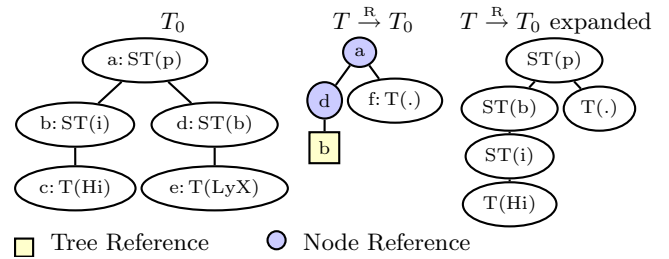 T₀
T →ᴿ T₀
T →ᴿ T₀ expanded
a: ST(p)
b: ST(i)
d: ST(b)
c: T(Hi)
e: T(LyX)
a
d
f: T(.)
b
ST(p)
ST(b)
T(.)
ST(i)
T(Hi)
Tree Reference
Node Reference